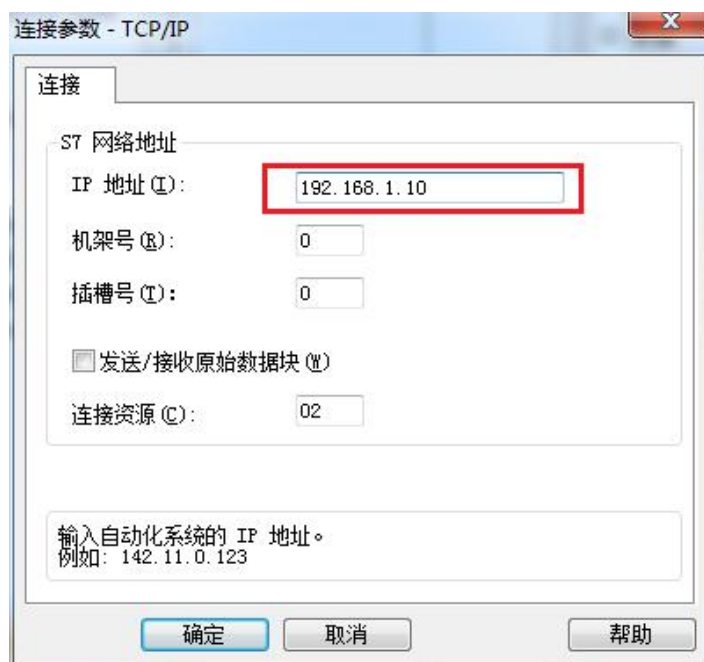 连接参数 - TCP/IP
连接
S7 网络地址
IP 地址(I): 192.168.1.10
机架号(R): 0
插槽号(T): 0
发送/接收原始数据块(W)
连接资源(C): 02
输入自动化系统的 IP 地址。
例如: 142.11.0.123
确定 取消 帮助